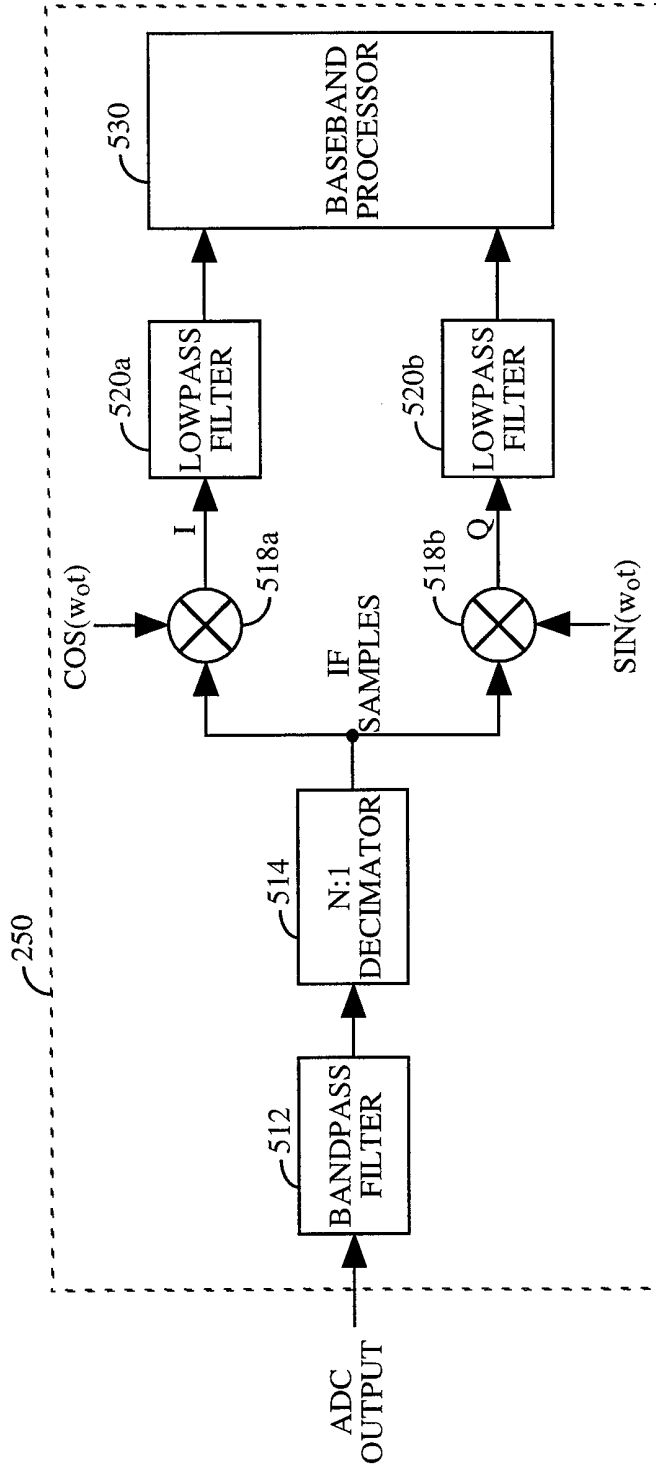 250
ADC
OUTPUT
512
BANDPASS
FILTER
514
N:1
DECIMATOR
IF
SAMPLES
COS(w₀t)
518a
I
520a
LOWPASS
FILTER
SIN(w₀t)
518b
Q
520b
LOWPASS
FILTER
530
BASEBAND
PROCESSOR